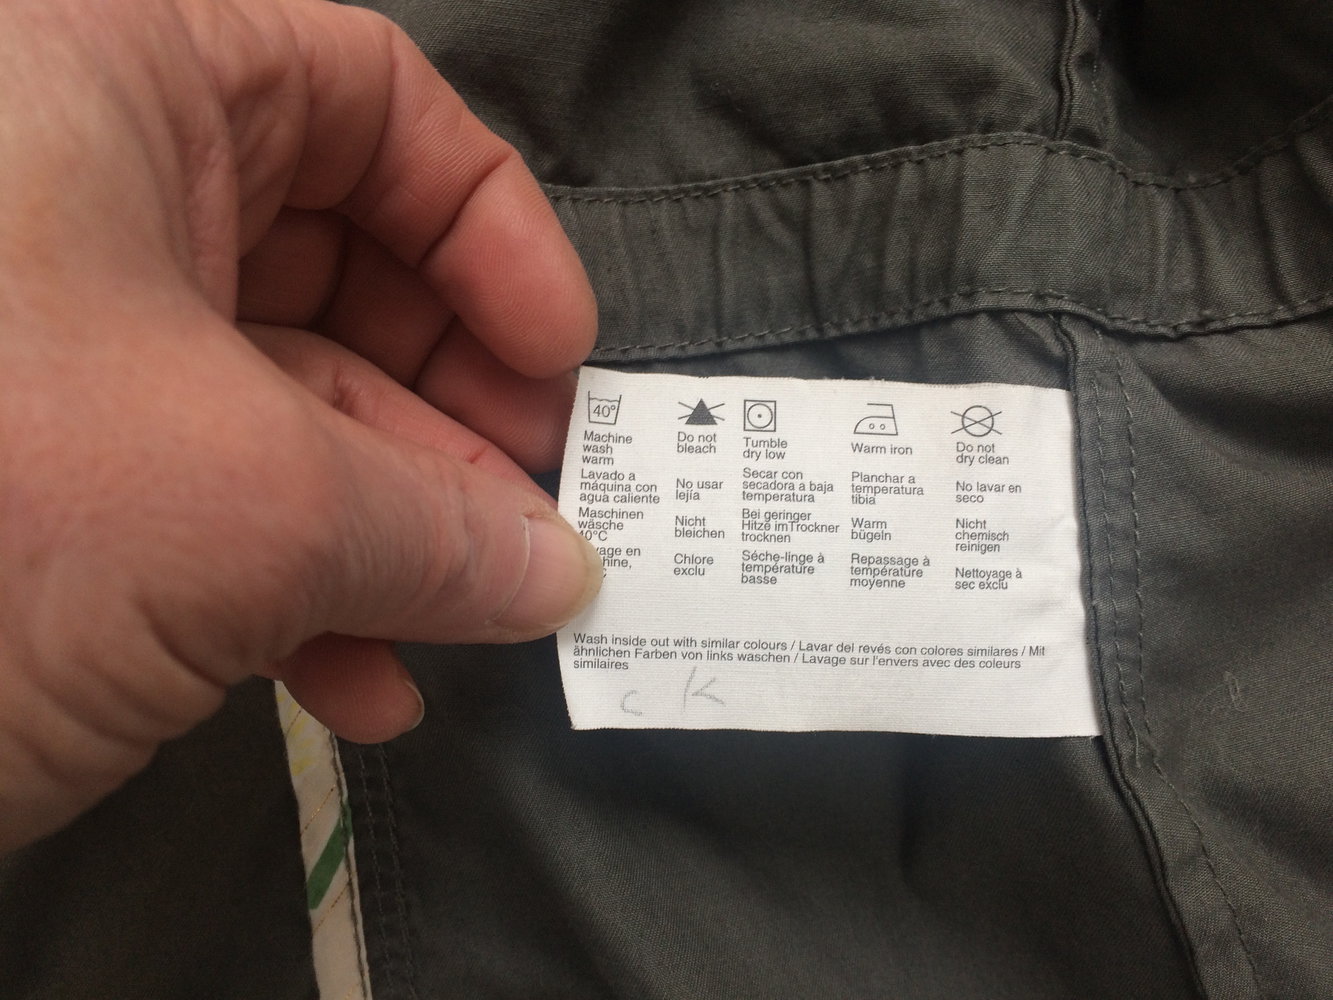 40°
Machine
wash
warm
Lavado a
máquina con
agua caliente
Maschinen
wäsche
40°C
en
Do not
bleach
No usar
lejía
Nicht
bleichen
Chlore
exclu
Tumble
dry low
Secar con
secadora a baja
temperatura
Bei geringer
Hitze imTrockner
trocknen
Séche-linge à
température
basse
Warm iron
Planchar a
temperatura
tibia
Warm
bügeln
Repassage à
température
moyenne
Do not
dry clean
No lavar en
seco
Nicht
chemisch
reinigen
Nettoyage à
sec exclu
Wash inside out with similar colours / Lavar del revés con colores similares / Mit
ähnlichen Farben von links waschen / Lavage sur l'envers avec des couleurs
similaires
c K